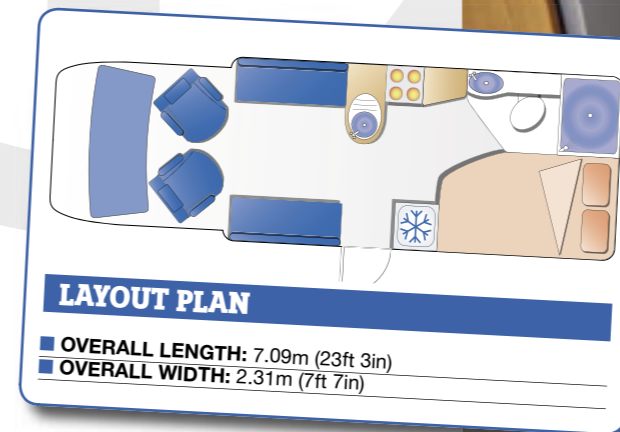 LAYOUT PLAN
OVERALL LENGTH: 7.09m (23ft 3in)
OVERALL WIDTH: 2.31m (7ft 7in)